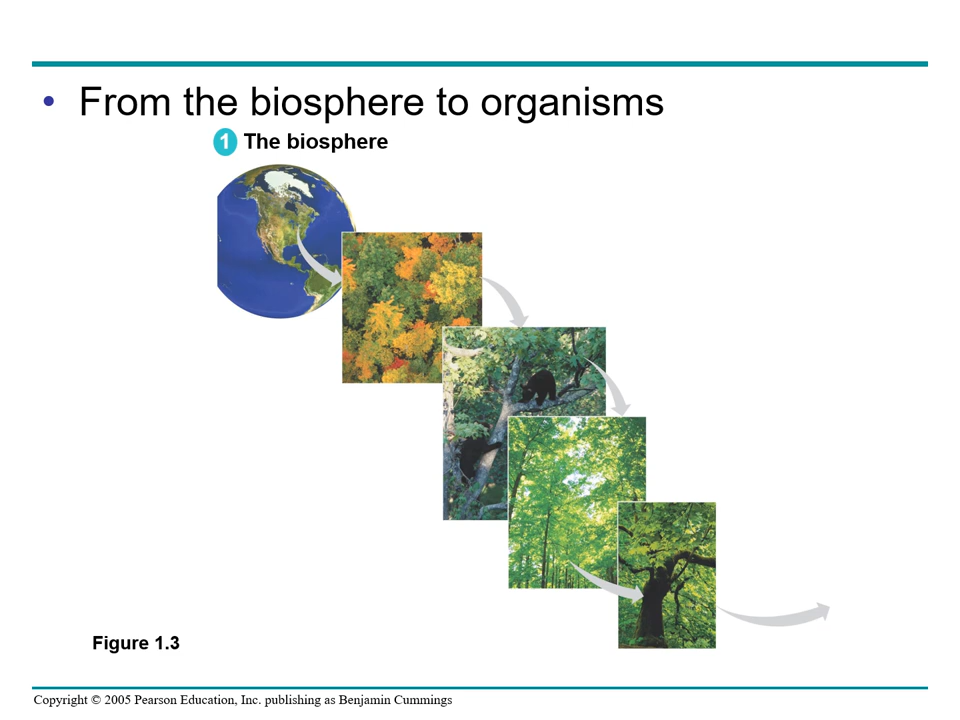 • From the biosphere to organisms
1 The biosphere
Figure 1.3
Copyright © 2005 Pearson Education, Inc. publishing as Benjamin Cummings